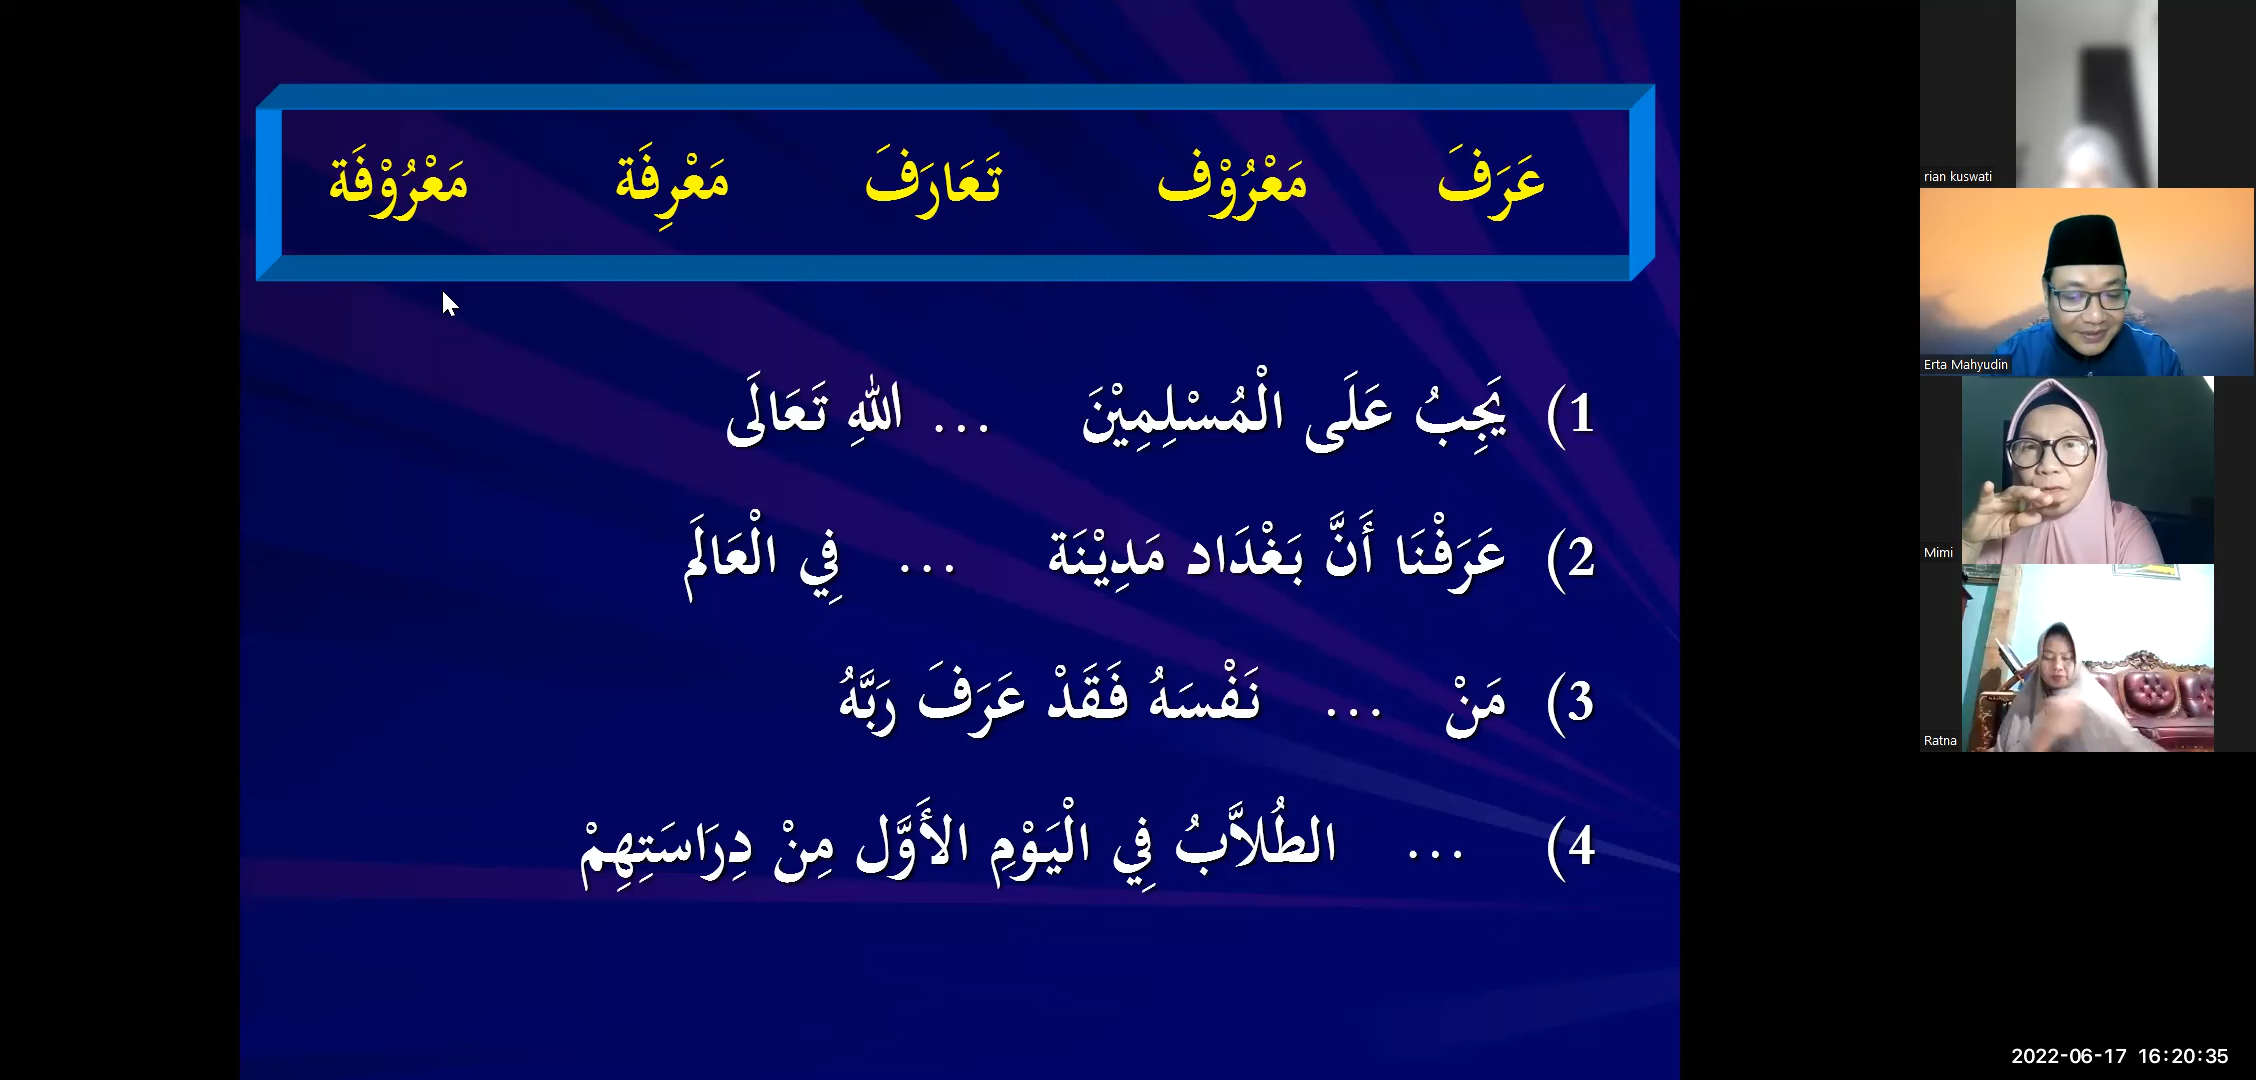 عَرَفَ مَعْرُوْف تَعَارَفَ مَعْرِفَة مَعْرُوْفَة
1) يَجِبُ عَلَى الْمُسْلِمِيْنَ ... اللهِ تَعَالَى
2) عَرَفْنَا أَنَّ بَغْدَاد مَدِيْنَة ... فِي الْعَالَم
3) مَنْ ... نَفْسَهُ فَقَدْ عَرَفَ رَبَّهُ
4) ... الطُلاَّبُ فِي الْيَوْمِ الأَوَّل مِنْ دِرَاسَتِهِمْ
rian kuswati
Erta Mahyudin
Mimi
Ratna
2022-06-17 16:20:35